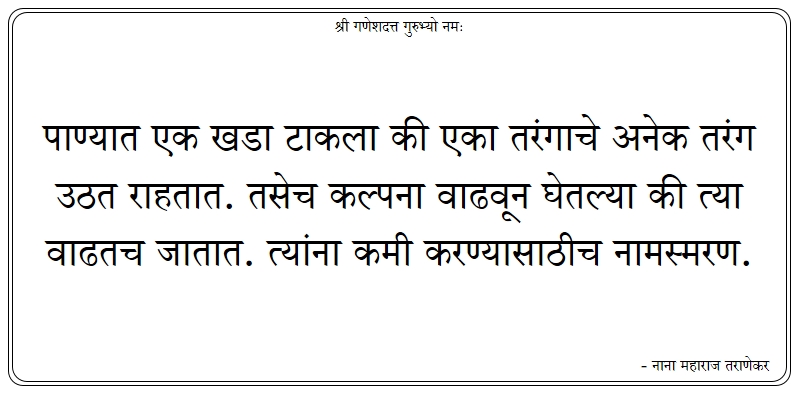 श्री गणेशदत्त गुरुभ्यो नमः
पाण्यात एक खडा टाकला की एका तरंगाचे अनेक तरंग
उठत राहतात. तसेच कल्पना वाढवून घेतल्या की त्या
वाढतच जातात. त्यांना कमी करण्यासाठीच नामस्मरण.
- नाना महाराज तराणेकर